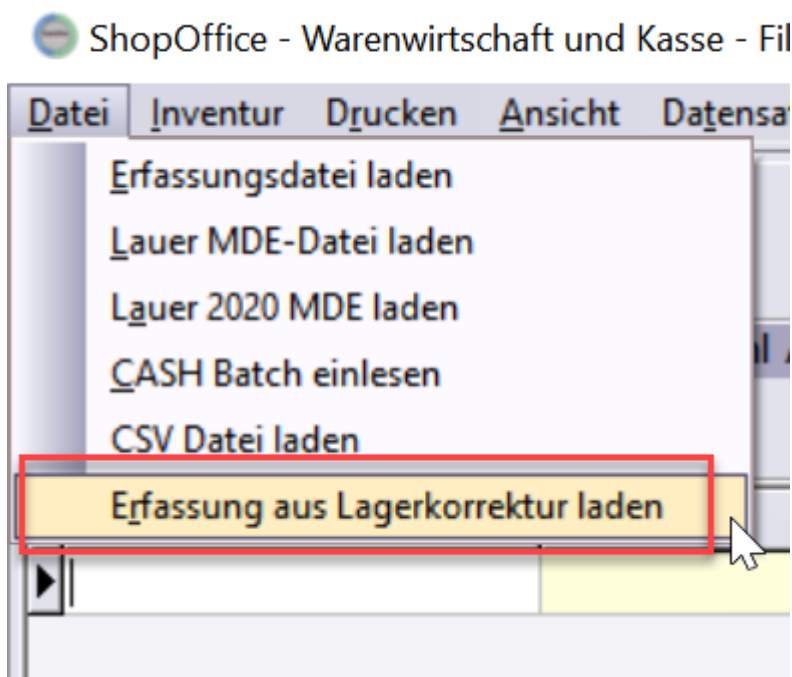 ShopOffice - Warenwirtschaft und Kasse - Fil
Datei Inventur Drucken Ansicht Datensa
Erfassungsdatei laden
Lauer MDE-Datei laden
Lauer 2020 MDE laden
CASH Batch einlesen
CSV Datei laden
Erfassung aus Lagerkorrektur laden